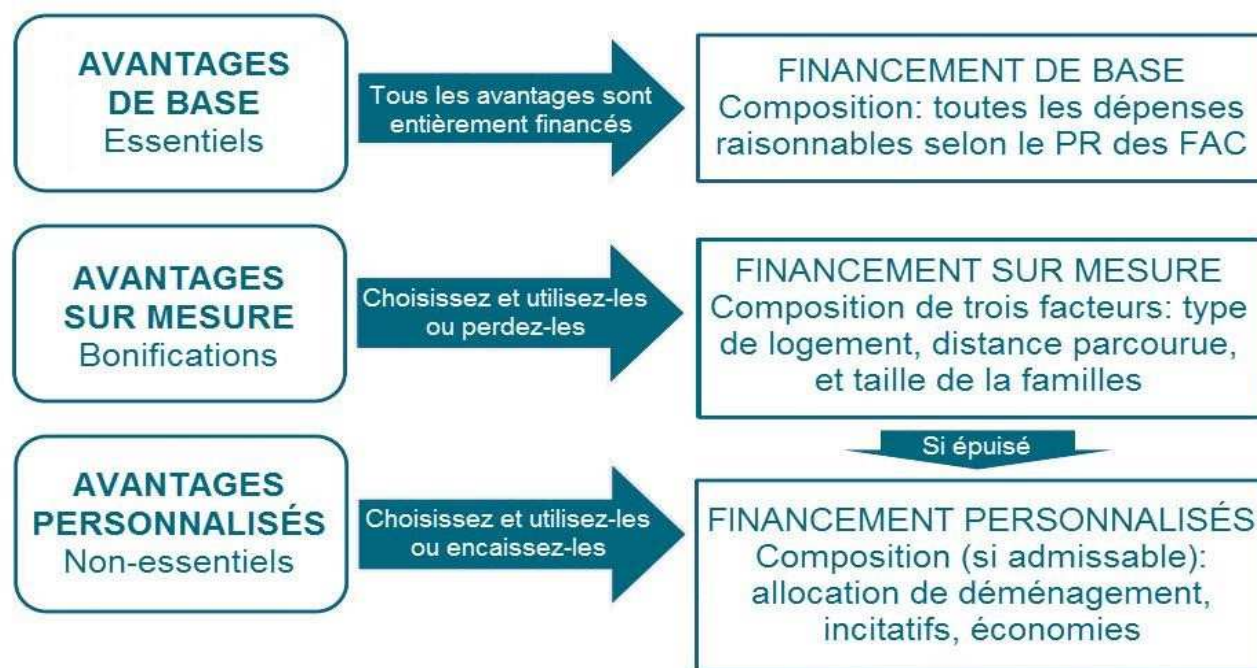 AVANTAGES
DE BASE
Essentiels
Tous les avantages sont
entièrement financés
FINANCEMENT DE BASE
Composition: toutes les dépenses
raisonnables selon le PR des FAC
AVANTAGES
SUR MESURE
Bonifications
Choisissez et utilisez-les
ou perdez-les
FINANCEMENT SUR MESURE
Composition de trois facteurs: type
de logement, distance parcourue,
et taille de la familles
Si épuisé
AVANTAGES
PERSONNALISÉS
Non-essentiels
Choisissez et utilisez-les
ou encaissez-les
FINANCEMENT PERSONNALISÉS
Composition (si admissable):
allocation de déménagement,
incitatifs, économies